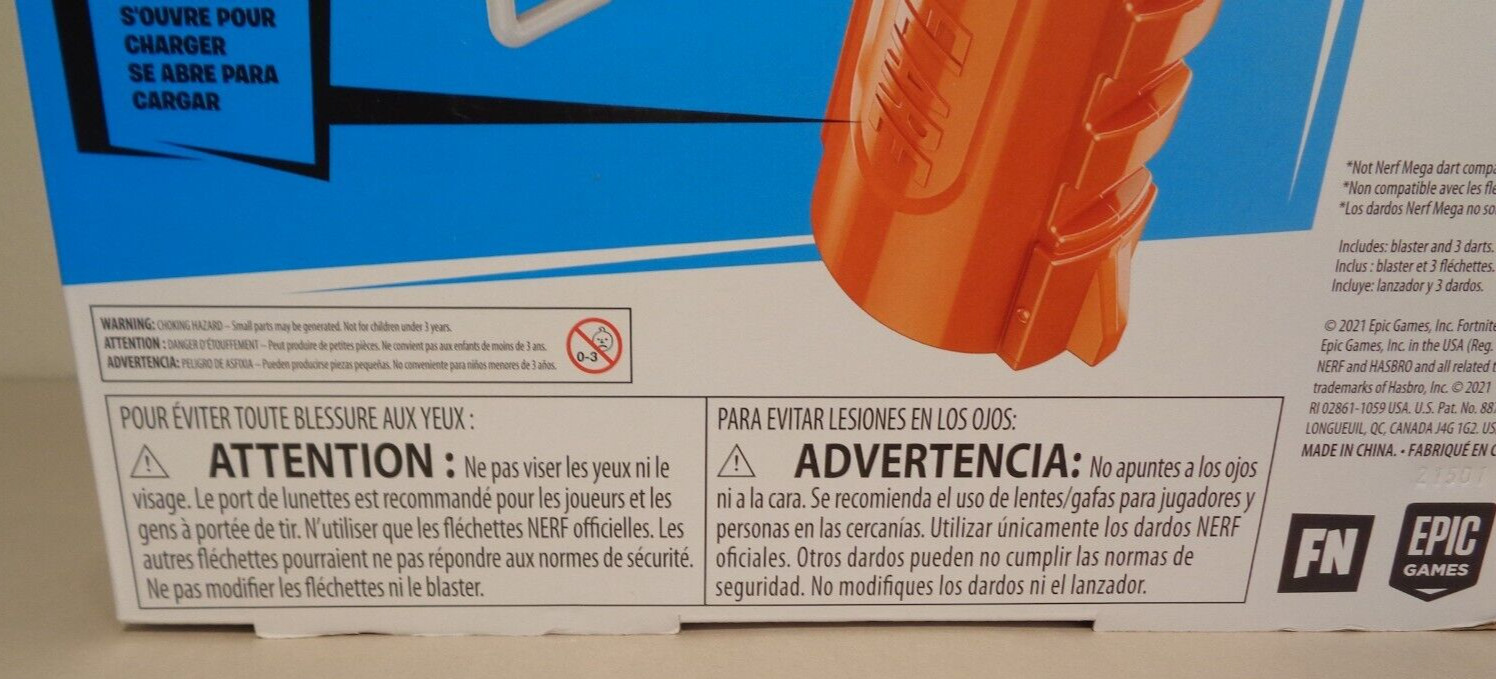 S'OUVRE POUR
CHARGER
SE ABRE PARA
CARGAR
*Not Nerf Mega dart
*Non compatible avec les
*Los dardos Nerf Mega no
Includes: blaster and 3 darts.
Inclus : blaster et 3 fléchettes.
Incluye: lanzador y 3 dardos.
© 2021 Epic Games, Inc. Fortnite
Epic Games, Inc. in the USA (Reg.
NERF and HASBRO and all related
trademarks of Hasbro, Inc. © 2021
RI 02861-1059 USA. U.S. Pat. No.
LONGUEUIL, QC, CANADA J4G 1G2.
MADE IN CHINA. • FABRIQUÉ EN
21501
WARNING: CHOKING HAZARD – Small parts may be generated. Not for children under 3 years.
ATTENTION : DANGER D'ÉTOUFFEMENT – Peut produire de petites pièces. Ne convient pas aux enfants de moins de 3 ans.
ADVERTENCIA: PELIGRO DE ASFIXIA – Pueden producirse piezas pequeñas. No conveniente para niños menores de 3 años.
0-3
POUR ÉVITER TOUTE BLESSURE AUX YEUX :
ATTENTION : Ne pas viser les yeux ni le
visage. Le port de lunettes est recommandé pour les joueurs et les
gens à portée de tir. N'utiliser que les fléchettes NERF officielles. Les
autres fléchettes pourraient ne pas répondre aux normes de sécurité.
Ne pas modifier les fléchettes ni le blaster.
PARA EVITAR LESIONES EN LOS OJOS:
ADVERTENCIA: No apuntes a los ojos
ni a la cara. Se recomienda el uso de lentes/gafas para jugadores y
personas en las cercanías. Utilizar únicamente los dardos NERF
oficiales. Otros dardos pueden no cumplir las normas de
seguridad. No modifiques los dardos ni el lanzador.
FN
EPIC
GAMES